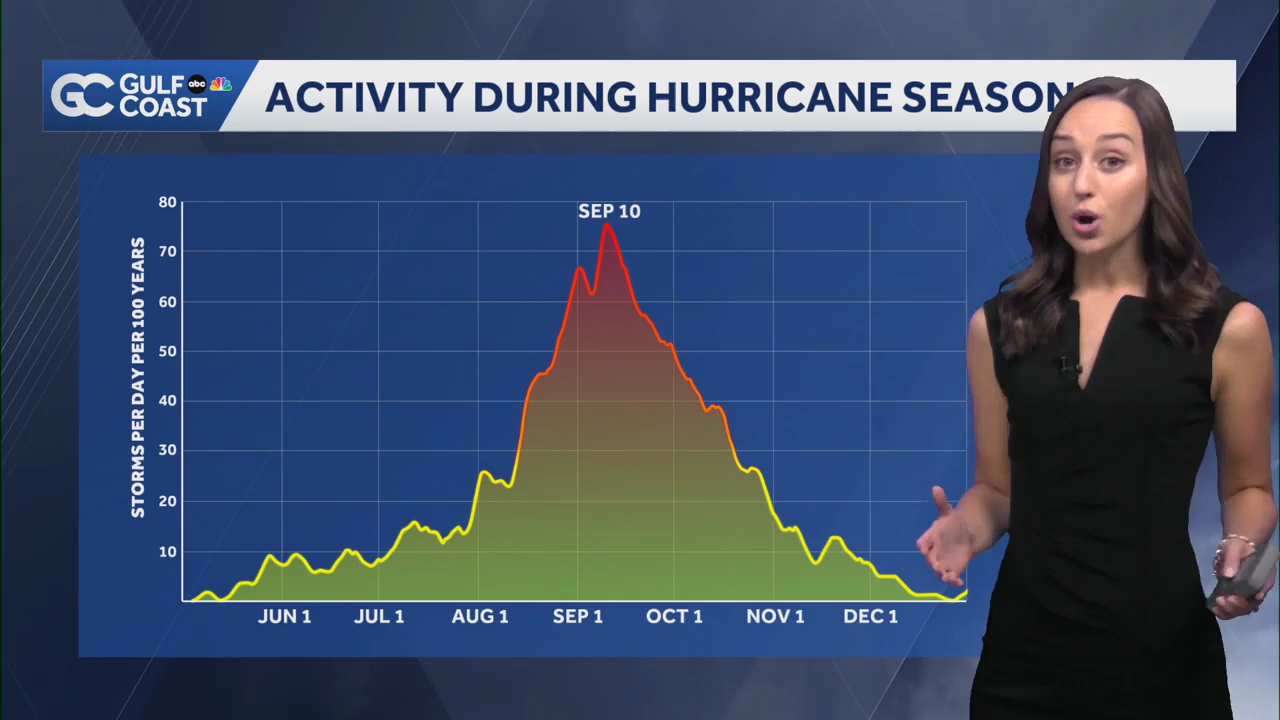 GC GULF COAST abc
ACTIVITY DURING HURRICANE SEASON
STORMS PER DAY PER 100 YEARS
80
70
60
50
40
30
20
10
SEP 10
JUN 1 JUL 1 AUG 1 SEP 1 OCT 1 NOV 1 DEC 1